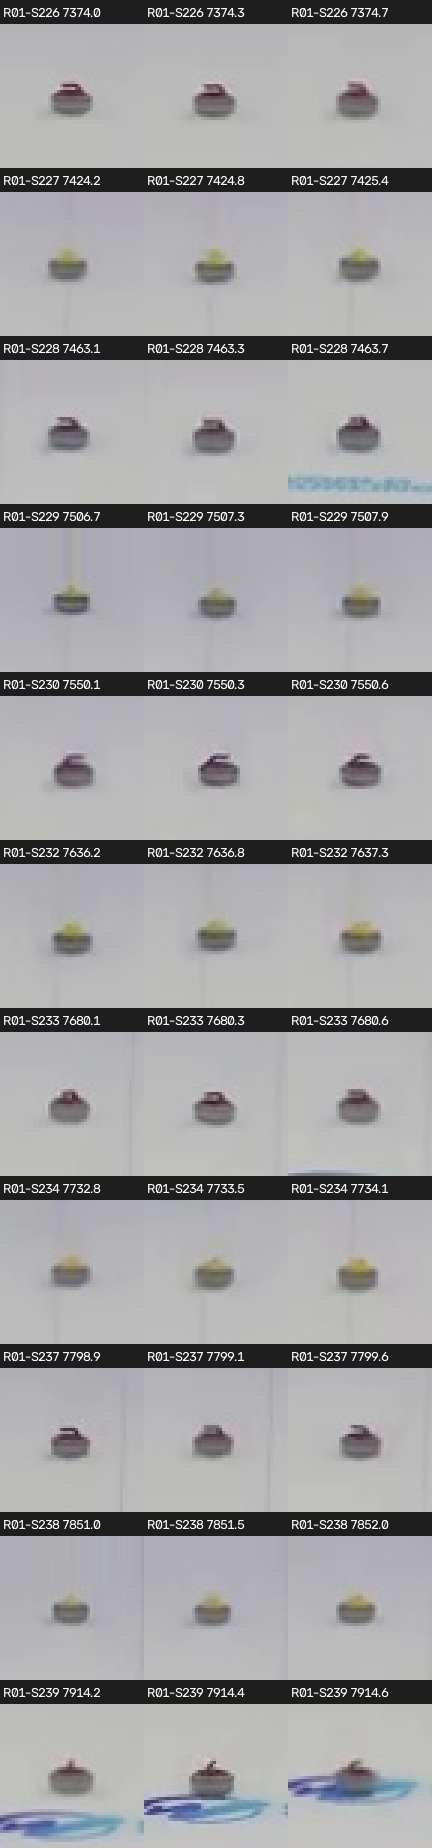 R01-S226 7374.0 R01-S226 7374.3 R01-S226 7374.7
R01-S227 7424.2 R01-S227 7424.8 R01-S227 7425.4
R01-S228 7463.1 R01-S228 7463.3 R01-S228 7463.7
R01-S229 7506.7 R01-S229 7507.3 R01-S229 7507.9
R01-S230 7550.1 R01-S230 7550.3 R01-S230 7550.6
R01-S232 7636.2 R01-S232 7636.8 R01-S232 7637.3
R01-S233 7680.1 R01-S233 7680.3 R01-S233 7680.6
R01-S234 7732.8 R01-S234 7733.5 R01-S234 7734.1
R01-S237 7798.9 R01-S237 7799.1 R01-S237 7799.6
R01-S238 7851.0 R01-S238 7851.5 R01-S238 7852.0
R01-S239 7914.2 R01-S239 7914.4 R01-S239 7914.6